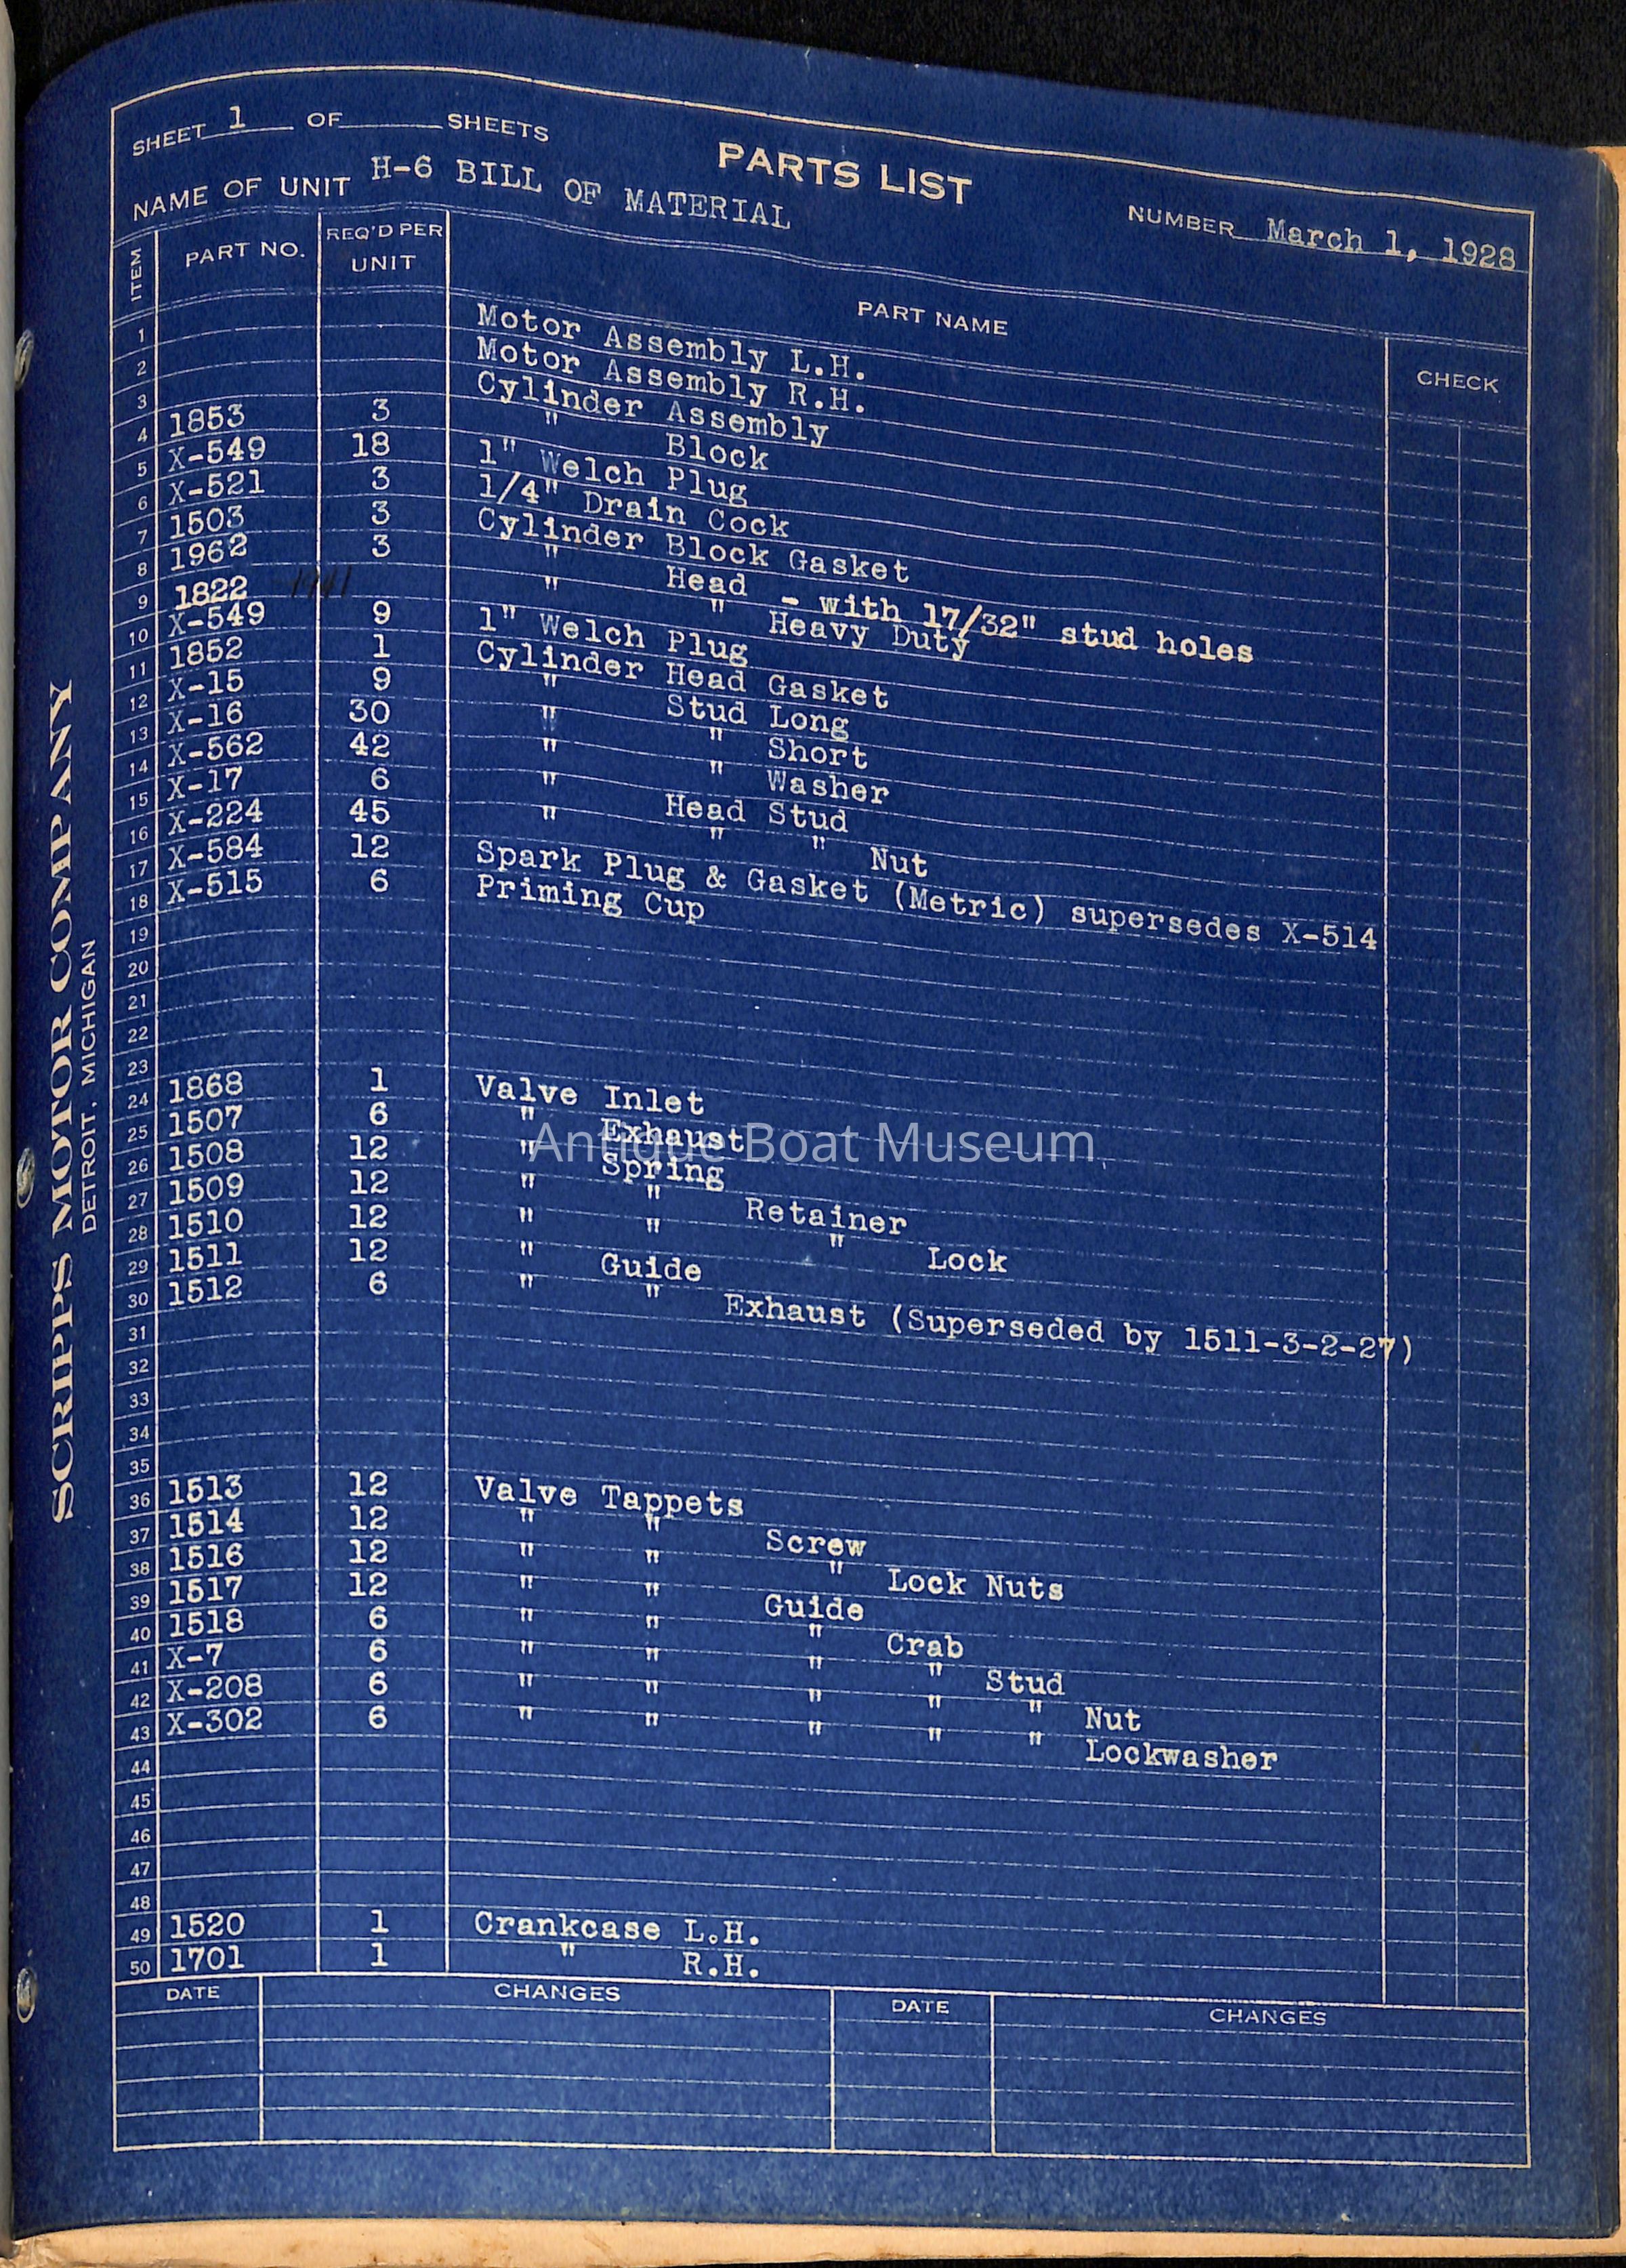 SHEET 1 OF SHEETS
PARTS LIST
NAME OF UNIT H-6 BILL OF MATERIAL
NUMBER March 1, 1928
ITEM PART NO. REQ'D PER UNIT PART NAME CHECK
1 Motor Assembly L.H.
2 Motor Assembly R.H.
3 Cylinder Assembly
4 1853 3 " Block
5 X-549 18 1" Welch Plug
6 X-521 3 1/4" Drain Cock
7 1503 3 Cylinder Block Gasket
8 1962 3 " Head - with 17/32" stud holes
9 1822 1941 " " Heavy Duty
10 X-549 9 1" Welch Plug
11 1852 1 Cylinder Head Gasket
12 X-15 9 " Stud Long
13 X-16 30 " " Short
14 X-562 42 " " Washer
15 X-17 6 " Head Stud
16 X-224 45 " " " Nut
17 X-584 12 Spark Plug & Gasket (Metric) supersedes X-514
18 X-515 6 Priming Cup
19
20
21
22
23
24 1868 1 Valve Inlet
25 1507 6 " Exhaust
26 1508 12 " Spring
27 1509 12 " " Retainer
28 1510 12 " " " Lock
29 1511 12 " Guide
30 1512 6 " " Exhaust (Superseded by 1511-3-2-27)
31
32
33
34
35
36 1513 12 Valve Tappets
37 1514 12 " " Screw
38 1516 12 " " " Lock Nuts
39 1517 12 " " Guide
40 1518 6 " " " Crab
41 X-7 6 " " " " Stud
42 X-208 6 " " " " " Nut
43 X-302 6 " " " " " Lockwasher
44
45
46
47
48
49 1520 1 Crankcase L.H.
50 1701 1 " R.H.
DATE CHANGES DATE CHANGES
SCRIPPS MOTOR COMPANY
DETROIT, MICHIGAN
Antique Boat Museum